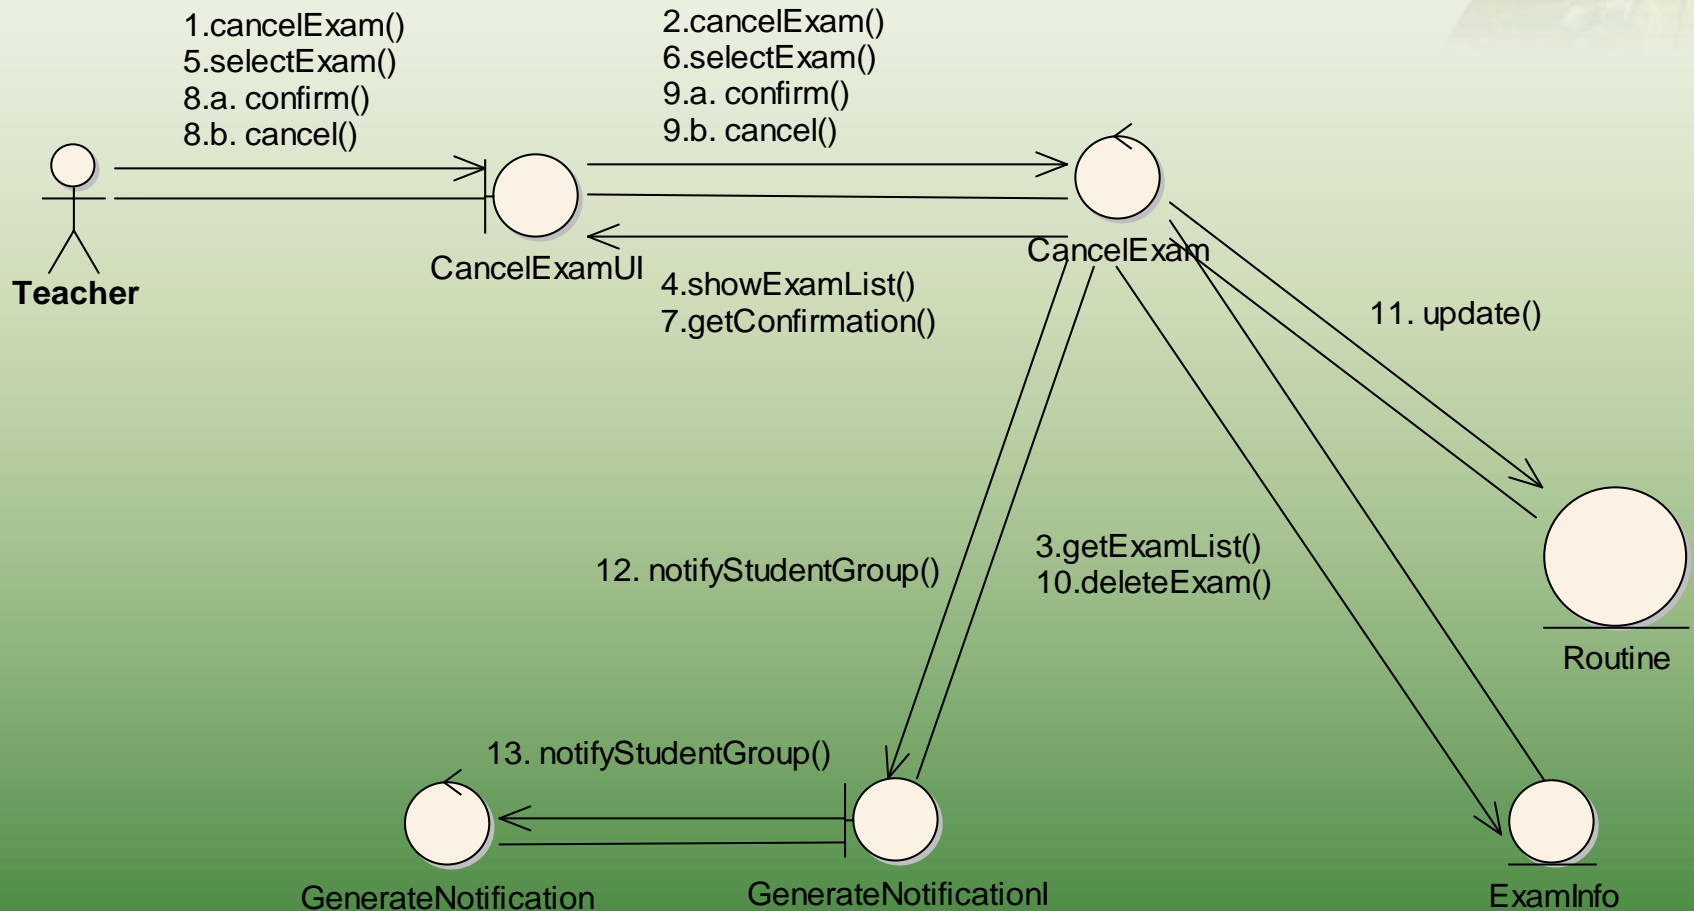 1.cancelExam()
5.selectExam()
8.a. confirm()
8.b. cancel()
2.cancelExam()
6.selectExam()
9.a. confirm()
9.b. cancel()
Teacher
CancelExamUI
CancelExam
4.showExamList()
7.getConfirmation()
11. update()
12. notifyStudentGroup()
3.getExamList()
10.deleteExam()
Routine
13. notifyStudentGroup()
GenerateNotification
GenerateNotificationI
ExamInfo